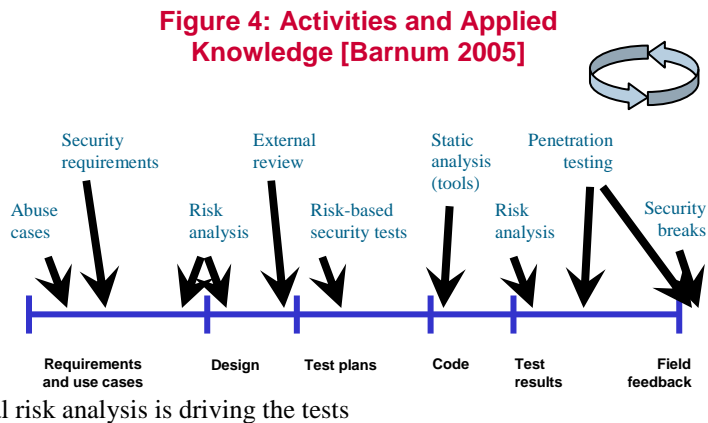 Figure 4: Activities and Applied
Knowledge [Barnum 2005]
Security
requirements
External
review
Static
analysis
(tools)
Penetration
testing
Abuse
cases
Risk
analysis
Risk-based
security tests
Risk
analysis
Security
breaks
Requirements
and use cases
Design
Test plans
Code
Test
results
Field
feedback
risk analysis is driving the tests